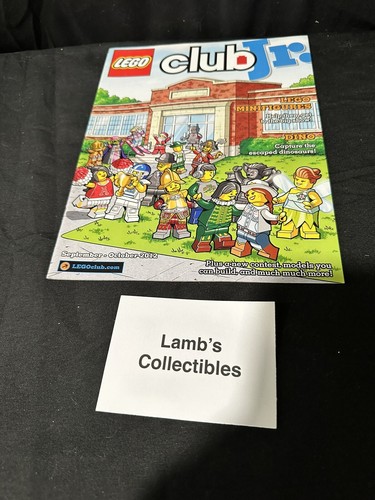 LEGO club Jr.
LEGO
MINIFIGURES
DINO
Capture the
escaped dinosaurs!
September - October 2012
LEGOclub.com
Plus a new contest, models you
can build, and much much more!
Lamb's
Collectibles